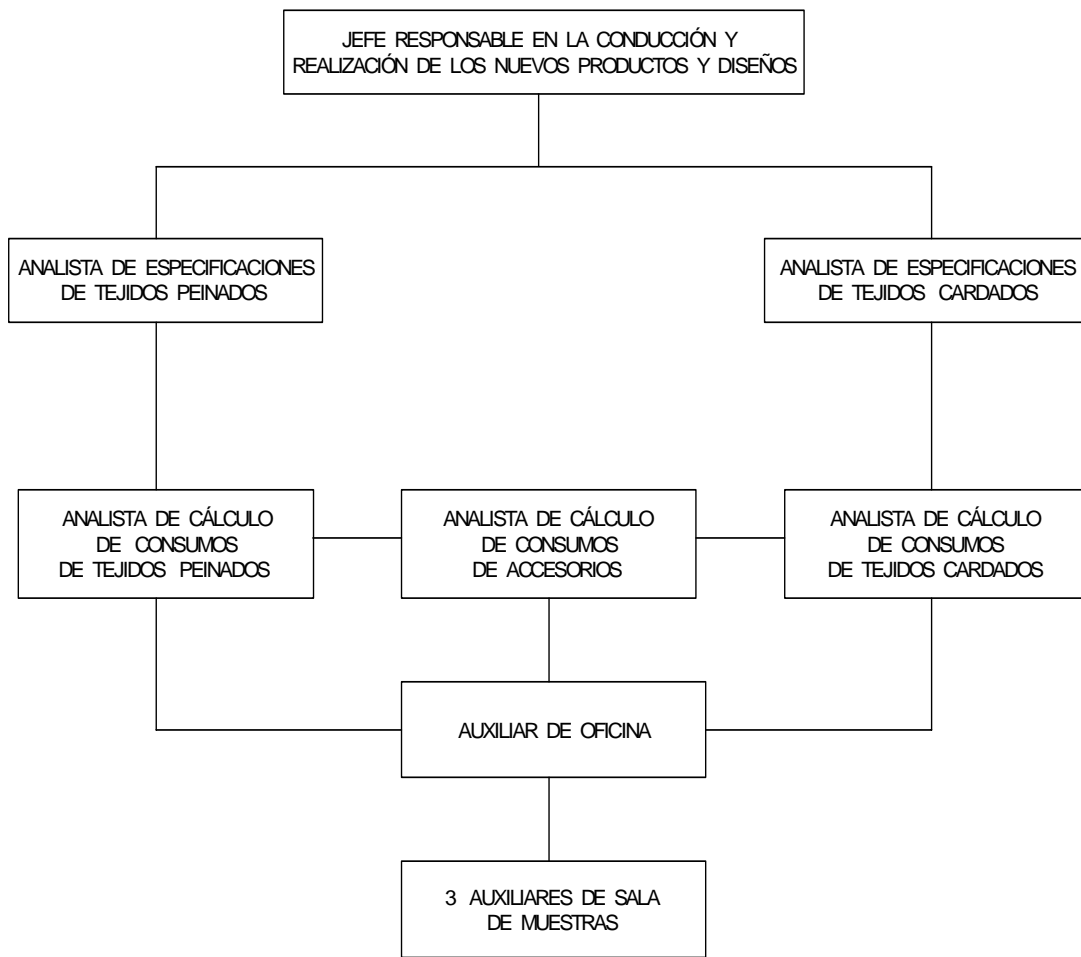 JEFE RESPONSABLE EN LA CONDUCCIÓN Y
REALIZACIÓN DE LOS NUEVOS PRODUCTOS Y DISEÑOS
ANALISTA DE ESPECIFICACIONES
DE TEJIDOS PEINADOS
ANALISTA DE ESPECIFICACIONES
DE TEJIDOS CARDADOS
ANALISTA DE CÁLCULO
DE CONSUMOS
DE TEJIDOS PEINADOS
ANALISTA DE CÁLCULO
DE CONSUMOS
DE ACCESORIOS
ANALISTA DE CÁLCULO
DE CONSUMOS
DE TEJIDOS CARDADOS
AUXILIAR DE OFICINA
3 AUXILIARES DE SALA
DE MUESTRAS